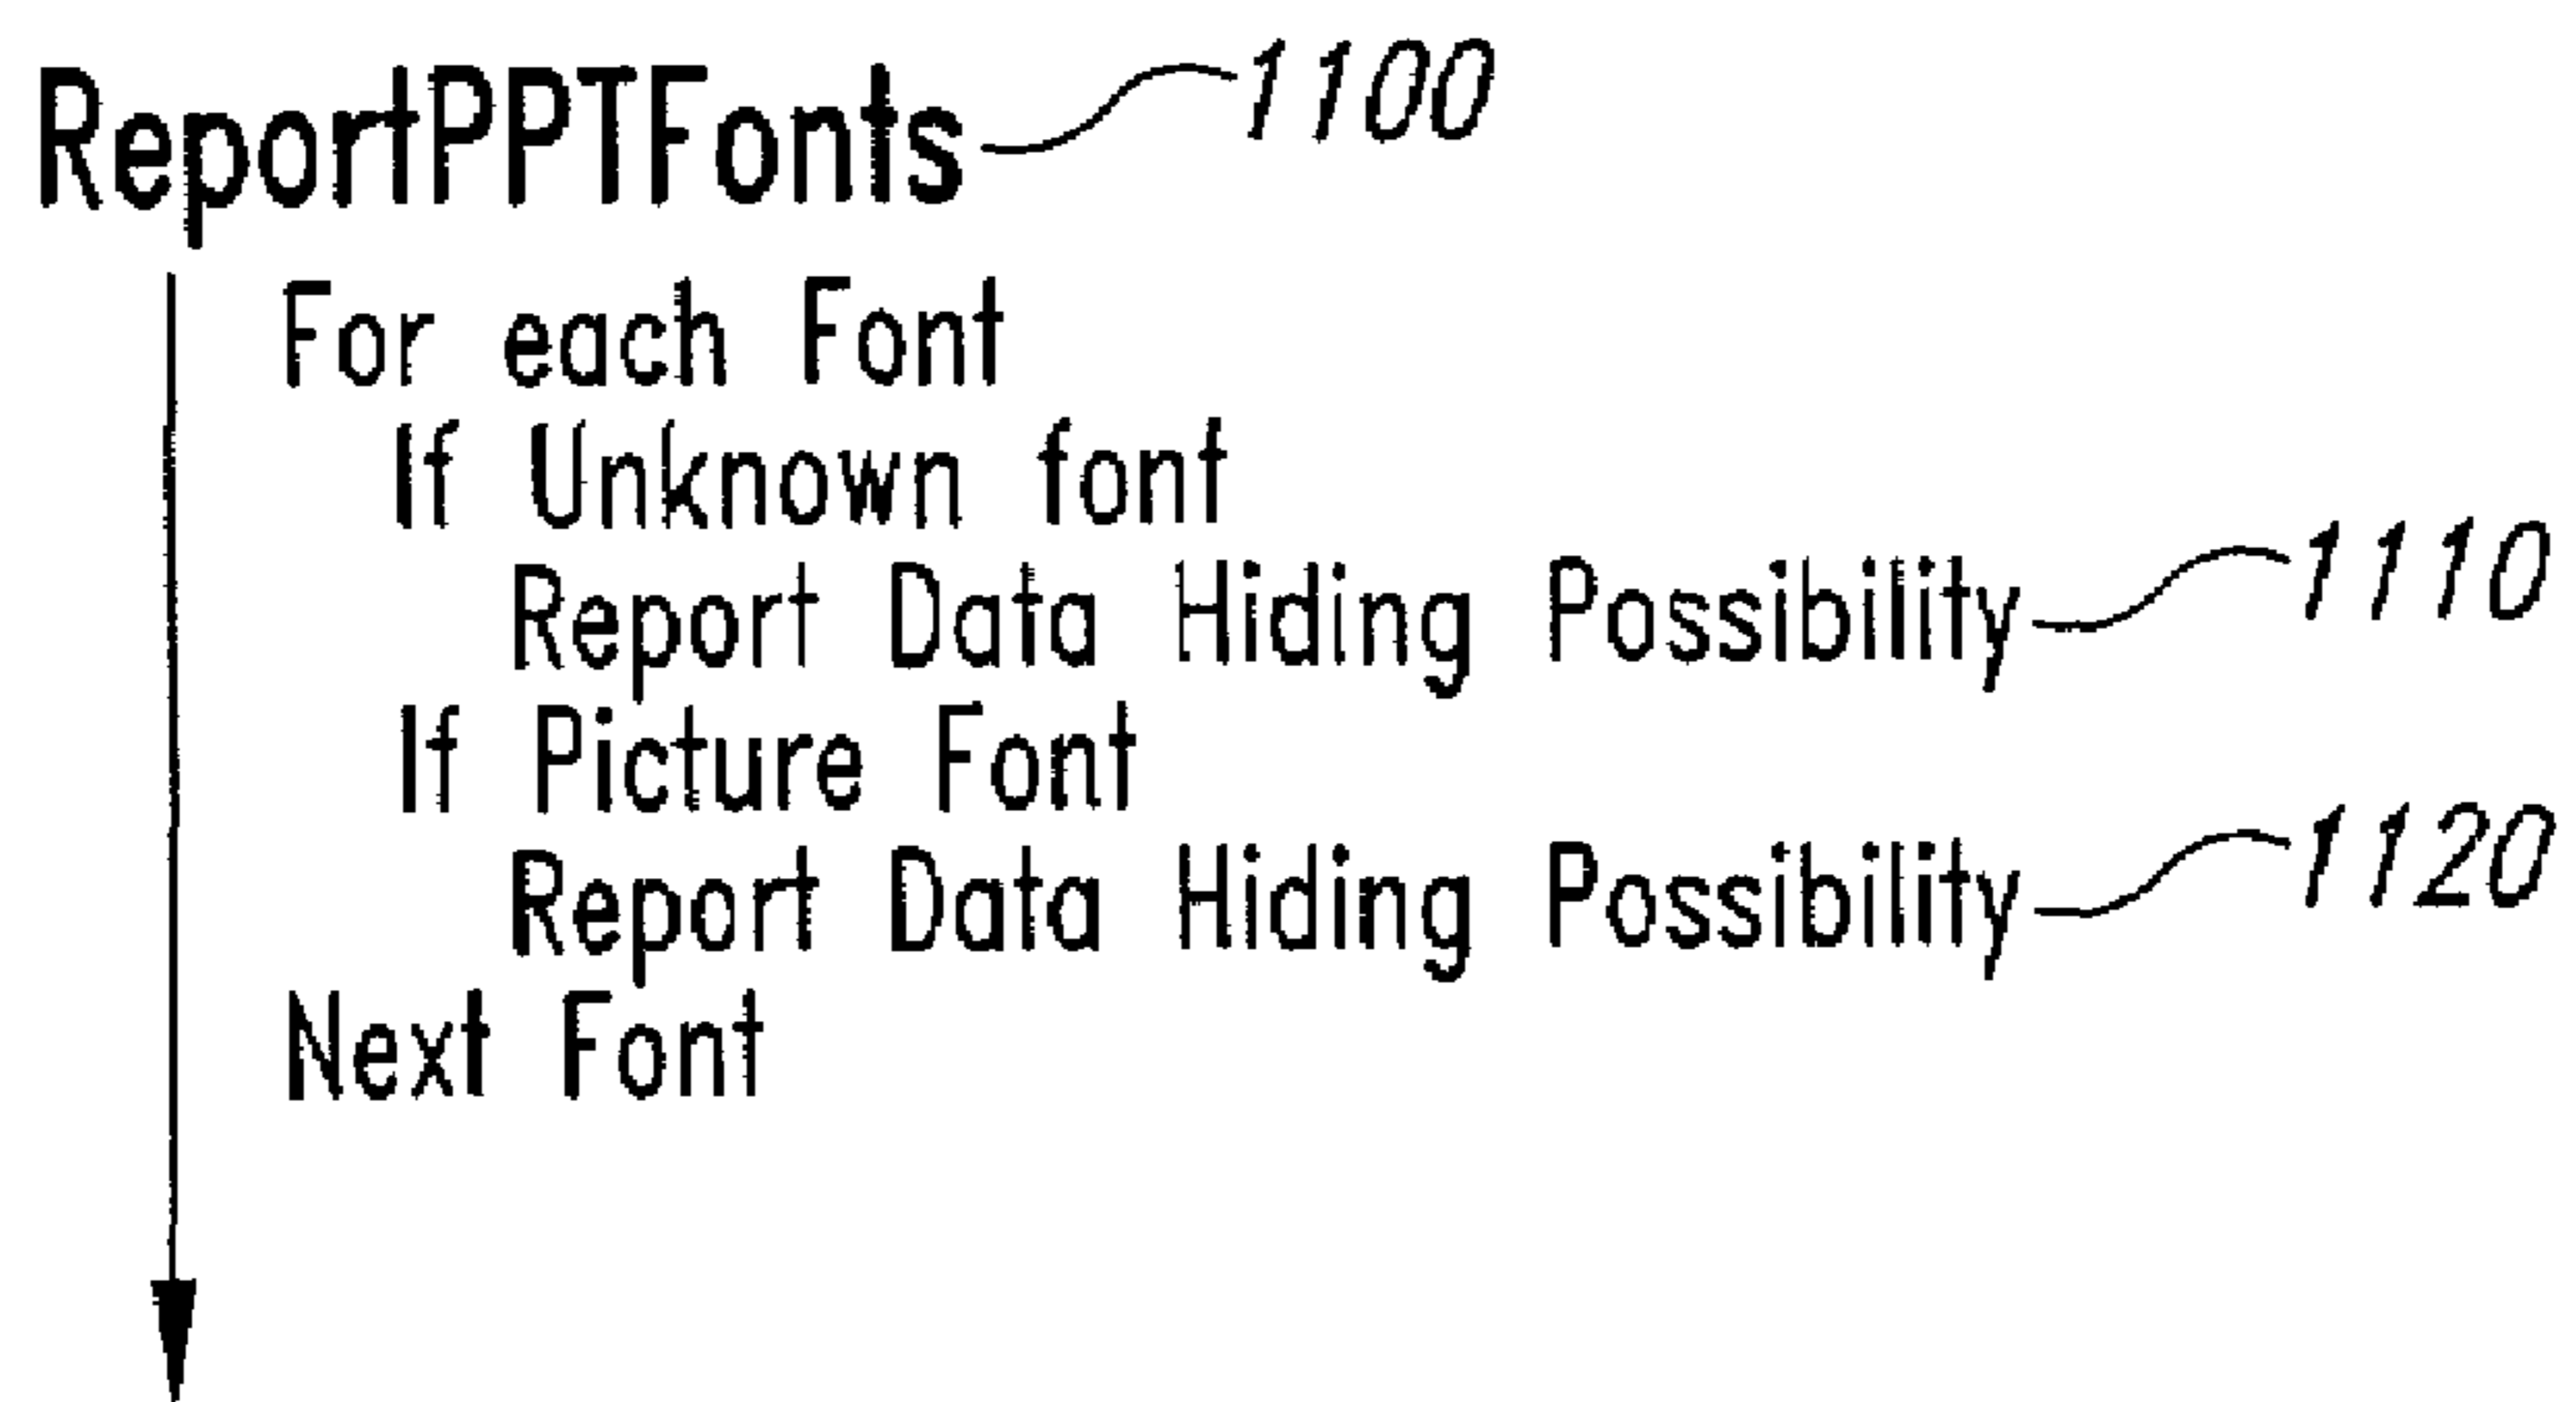 ReportPPTFonts 1100
For each Font
If Unknown font
Report Data Hiding Possibility 1110
If Picture Font
Report Data Hiding Possibility 1120
Next Font